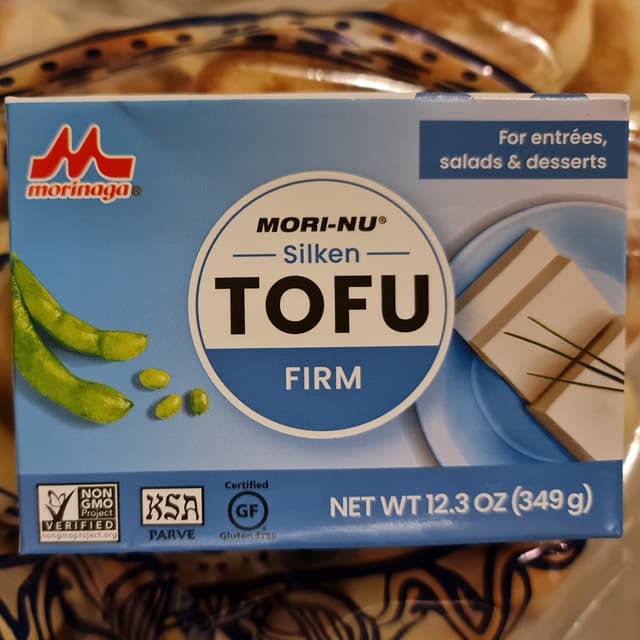 morinaga®
For entrées,
salads & desserts
MORI-NU®
Silken
TOFU
FIRM
NON
GMO
Project
VERIFIED
nongmoproject.org
KSA
PARVE
Certified
GF
Gluten-Free
NET WT 12.3 OZ (349 g)